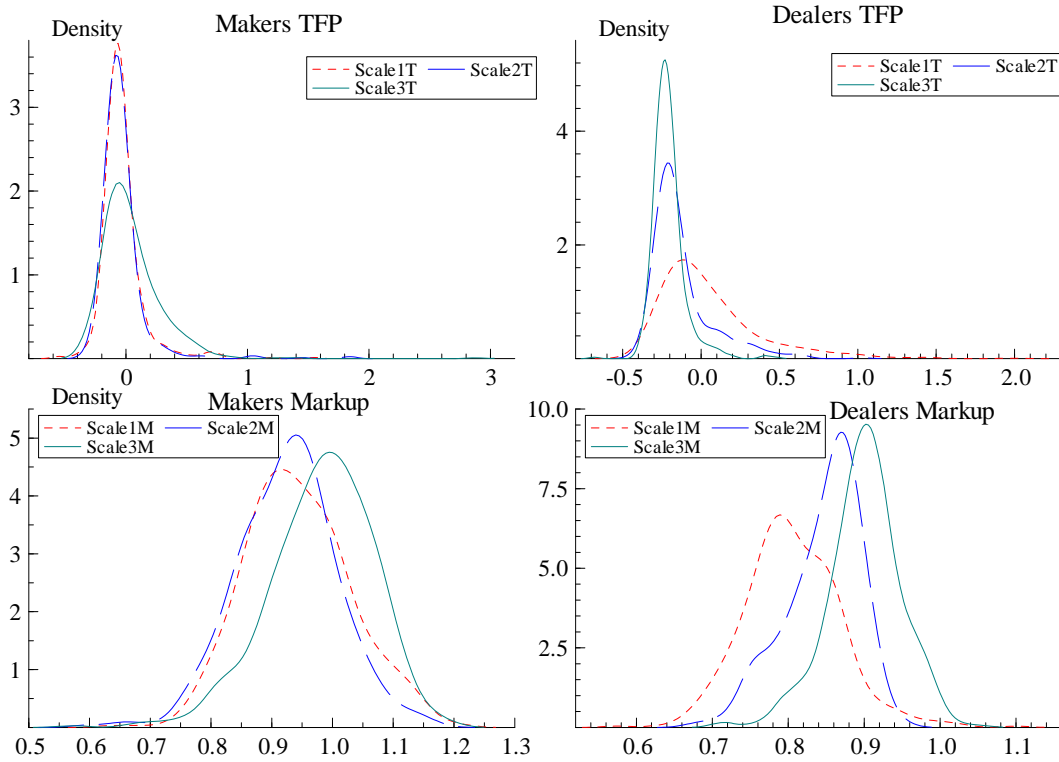 Density
Makers TFP
Scale1T Scale2T
Scale3T
3
2
1
0 1 2 3
Density
Dealers TFP
Scale1T Scale2T
Scale3T
4
2
-0.5 0.0 0.5 1.0 1.5 2.0
Density
Makers Markup
Scale1M Scale2M
Scale3M
5
4
3
2
1
0.5 0.6 0.7 0.8 0.9 1.0 1.1 1.2 1.3
Dealers Markup
Scale1M Scale2M
Scale3M
10.0
7.5
5.0
2.5
0.6 0.7 0.8 0.9 1.0 1.1